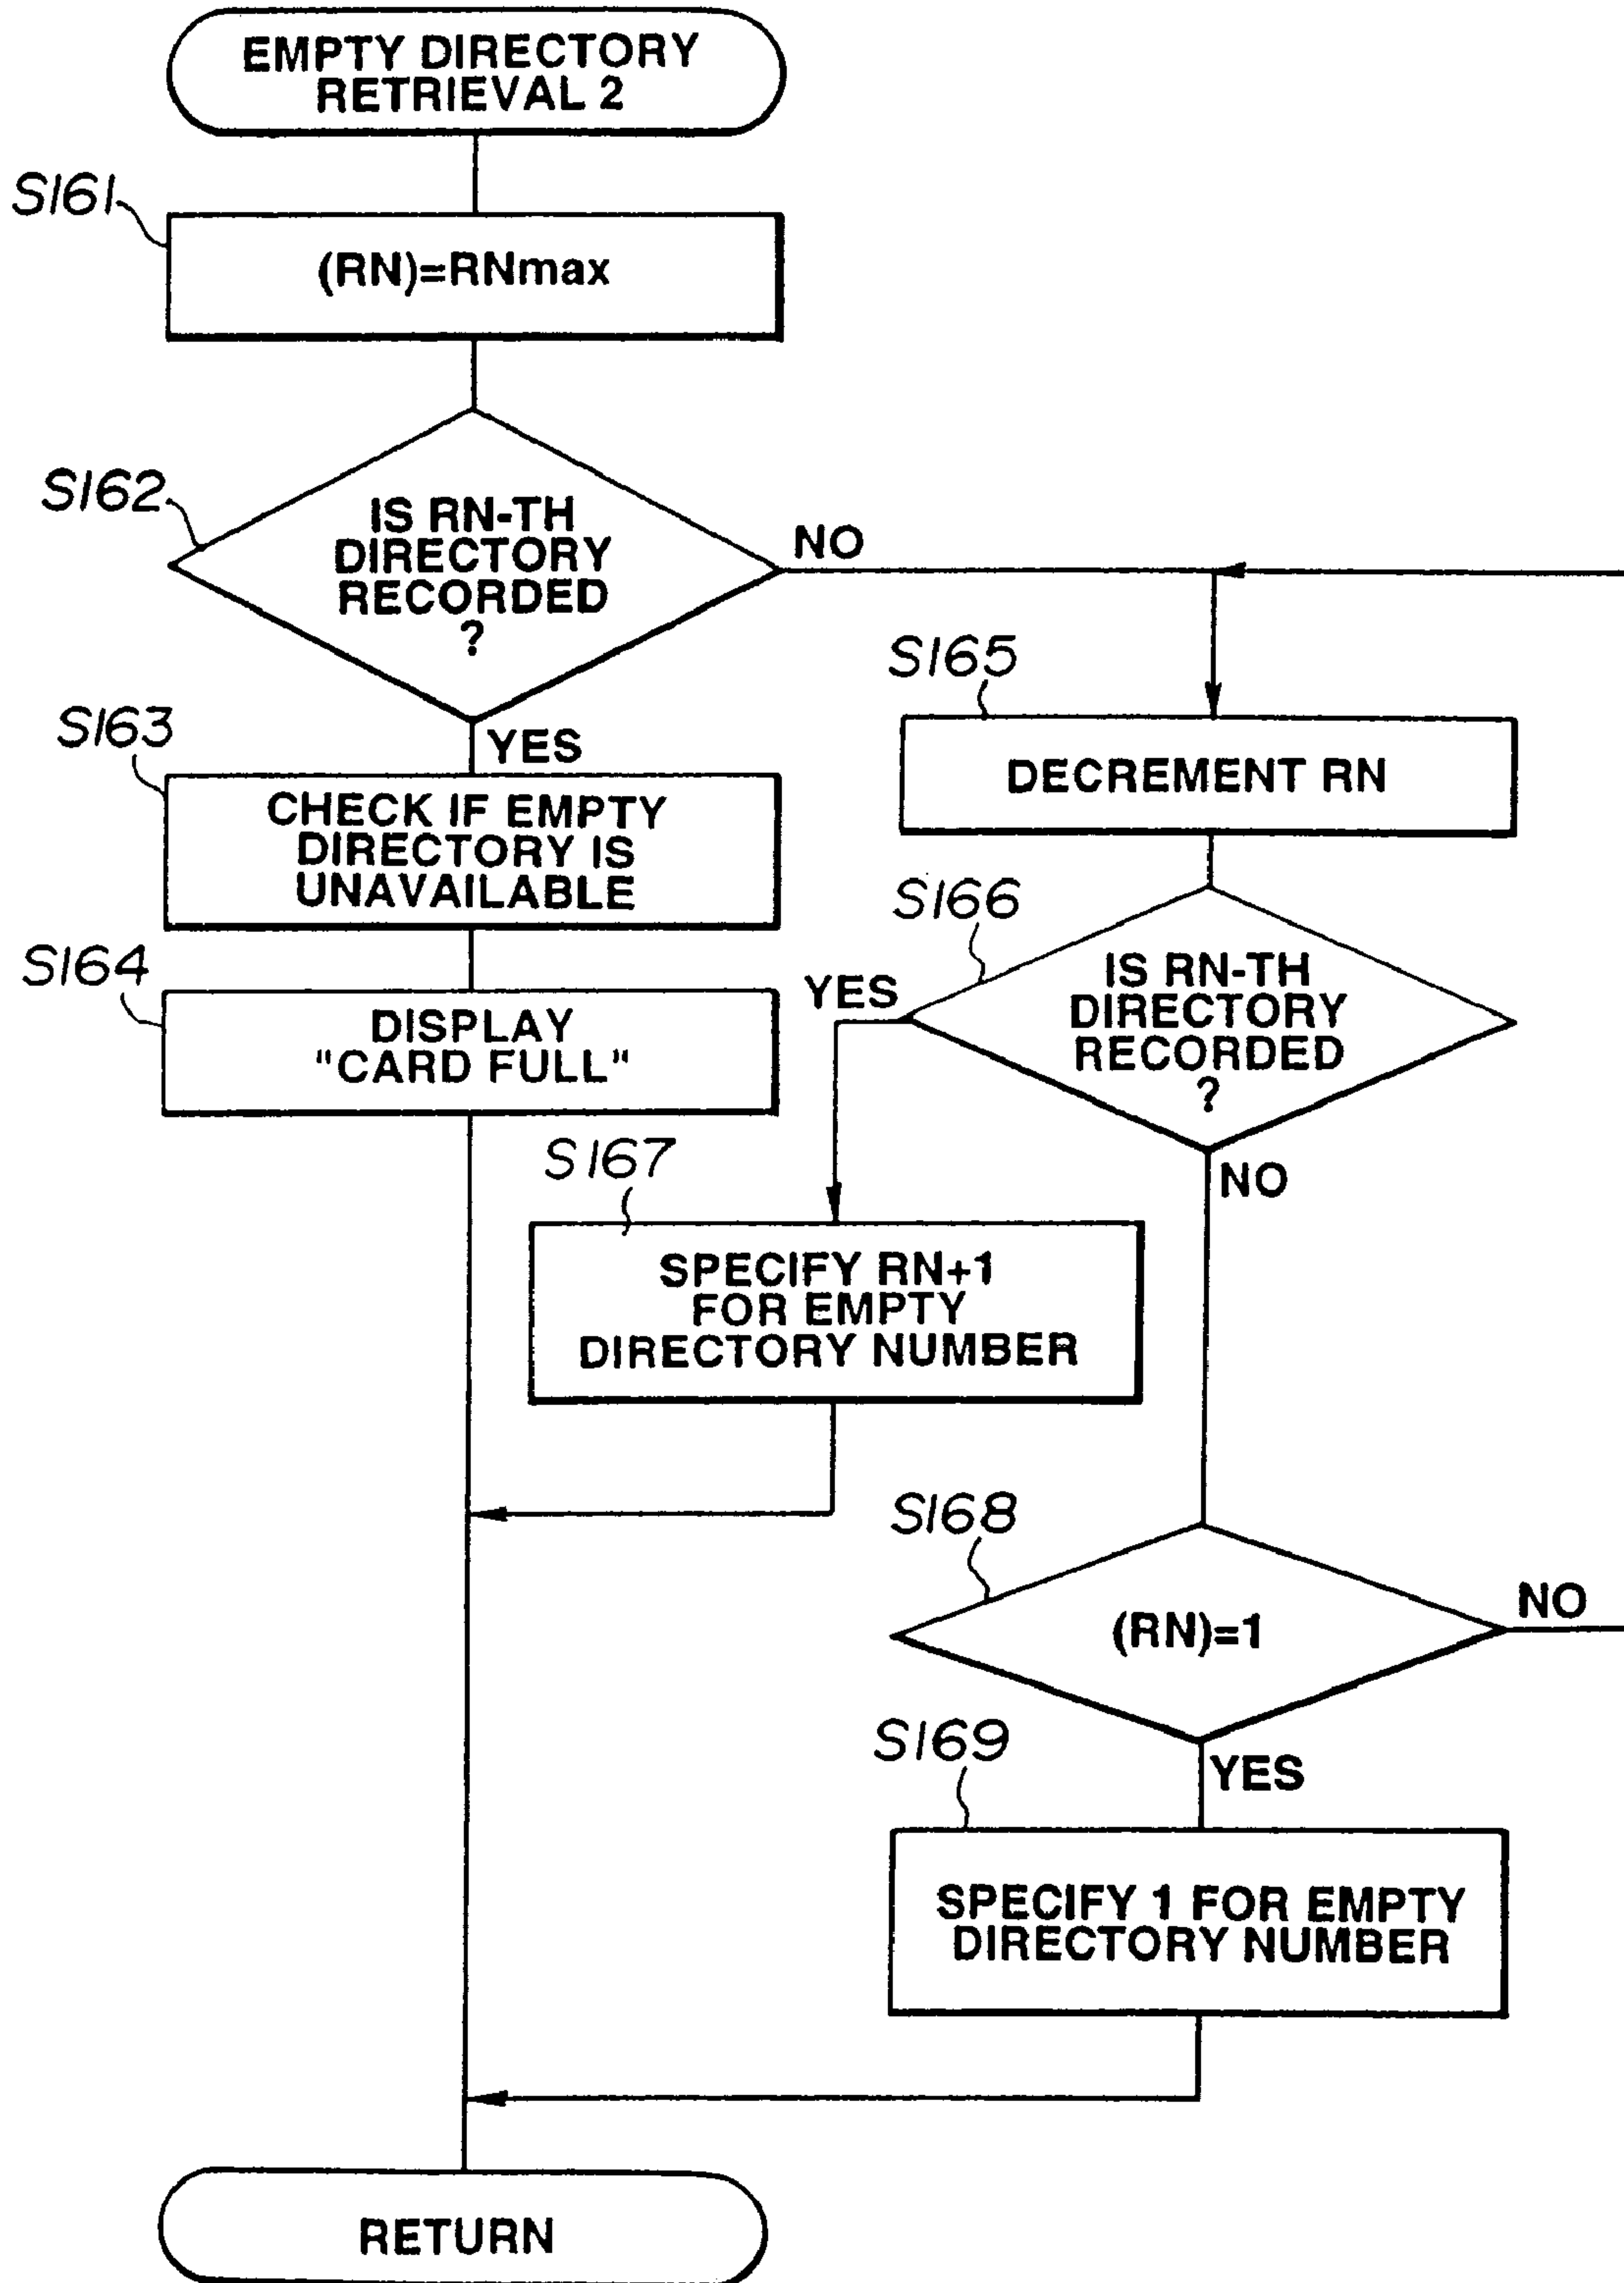 EMPTY DIRECTORY
RETRIEVAL 2
S161
(RN)=RNmax
S162
IS RN-TH
DIRECTORY
RECORDED
?
NO
YES
S163
CHECK IF EMPTY
DIRECTORY IS
UNAVAILABLE
S164
DISPLAY
"CARD FULL"
S165
DECREMENT RN
S166
IS RN-TH
DIRECTORY
RECORDED
?
YES
NO
S167
SPECIFY RN+1
FOR EMPTY
DIRECTORY NUMBER
S168
(RN)=1
NO
YES
S169
SPECIFY 1 FOR EMPTY
DIRECTORY NUMBER
RETURN